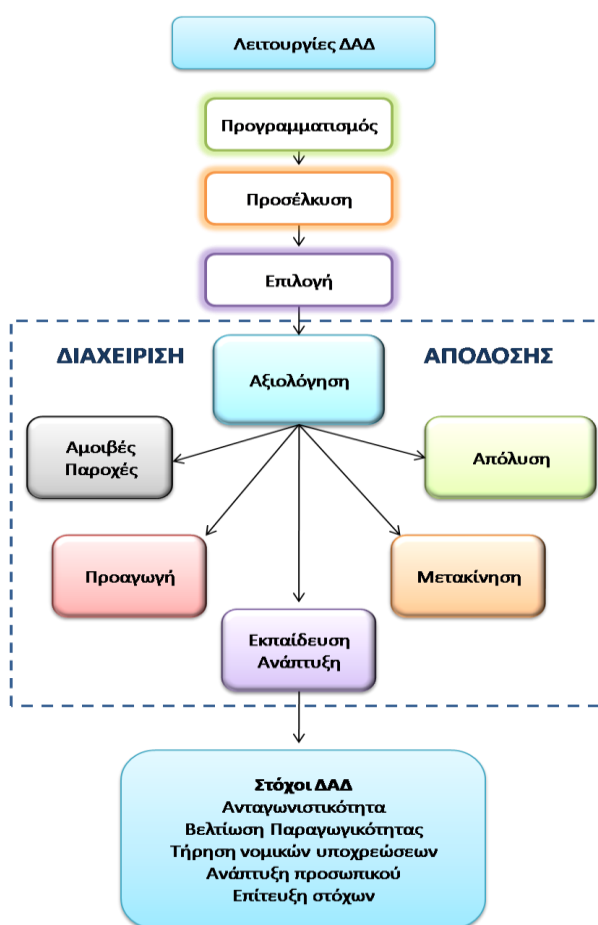 Λειτουργίες ΔΑΔ
Προγραμματισμός
Προσέλκυση
Επιλογή
ΔΙΑΧΕΙΡΙΣΗ
ΑΠΟΔΟΣΗΣ
Αξιολόγηση
Αμοιβές
Παροχές
Απόλυση
Προαγωγή
Μετακίνηση
Εκπαίδευση
Ανάπτυξη
Στόχοι ΔΑΔ
Ανταγωνιστικότητα
Βελτίωση Παραγωγικότητας
Τήρηση νομικών υποχρεώσεων
Ανάπτυξη προσωπικού
Επίτευξη στόχων